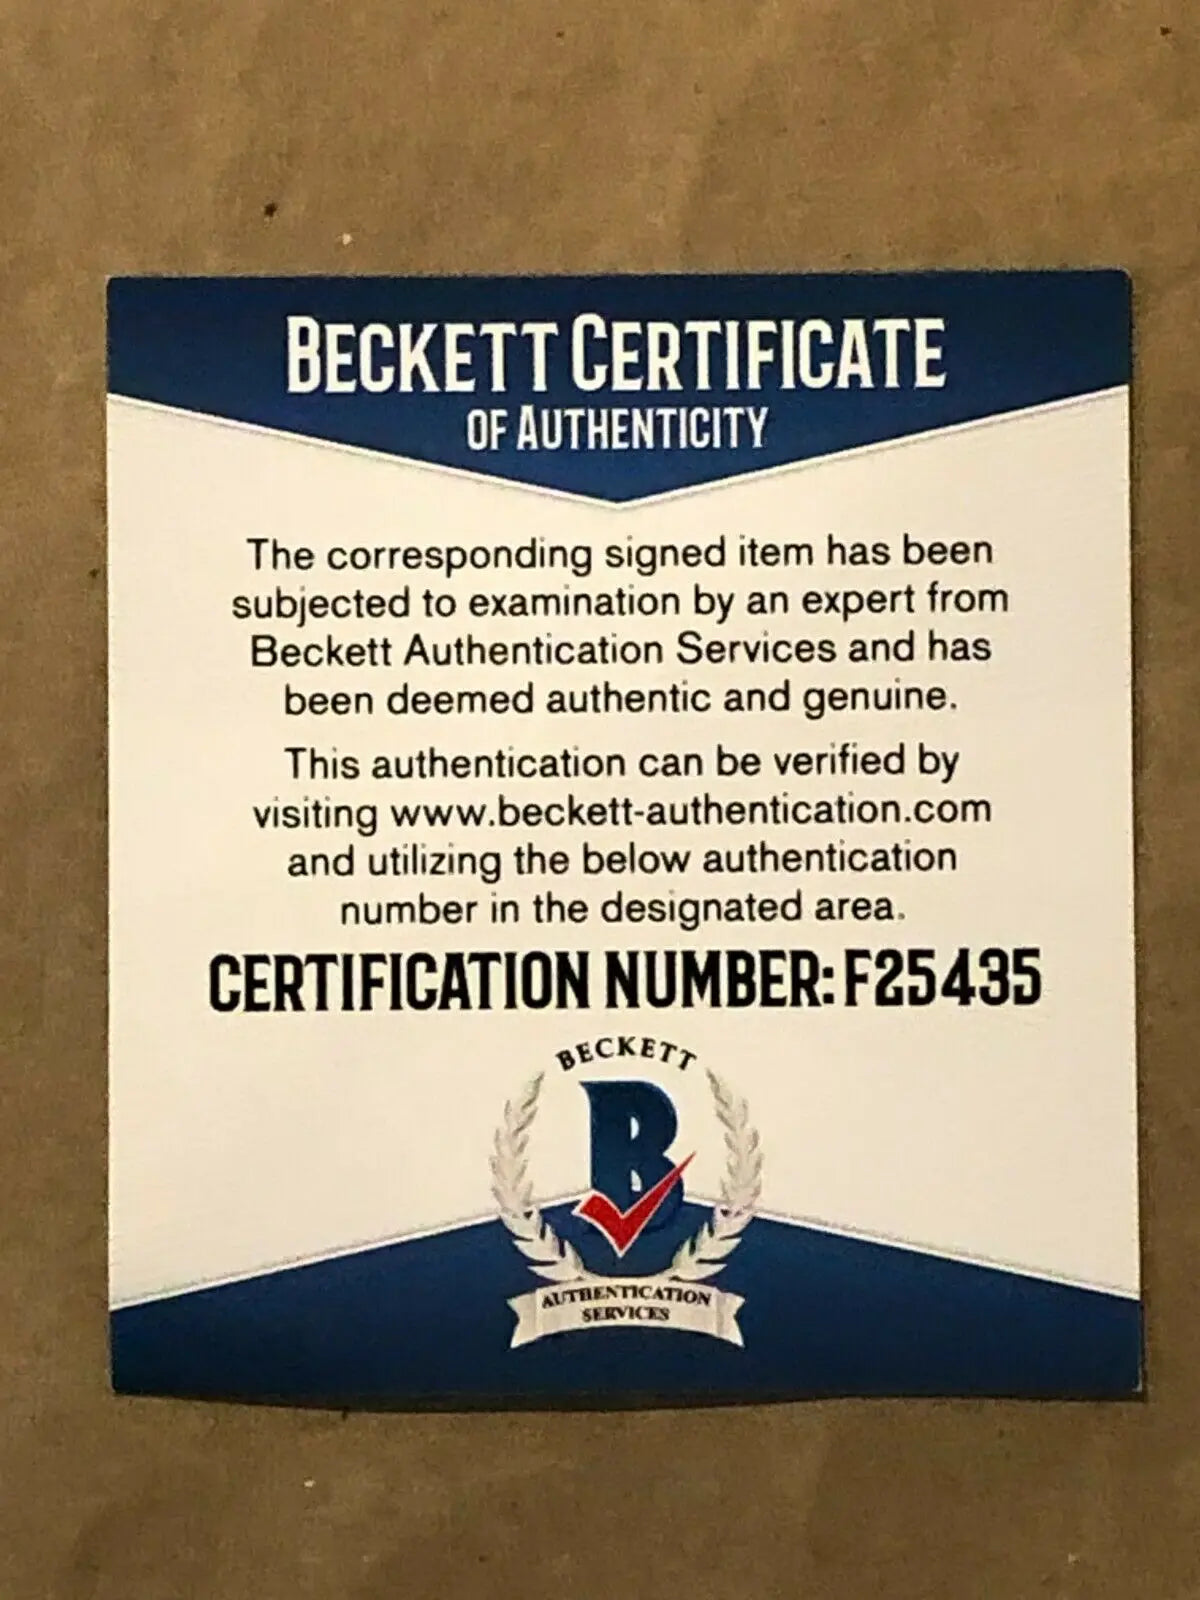 BECKETT CERTIFICATE
OF AUTHENTICITY
The corresponding signed item has been
subjected to examination by an expert from
Beckett Authentication Services and has
been deemed authentic and genuine.
This authentication can be verified by
visiting www.beckett-authentication.com
and utilizing the below authentication
number in the designated area.
CERTIFICATION NUMBER: F25435
BECKETT
B
AUTHENTICATION
SERVICES